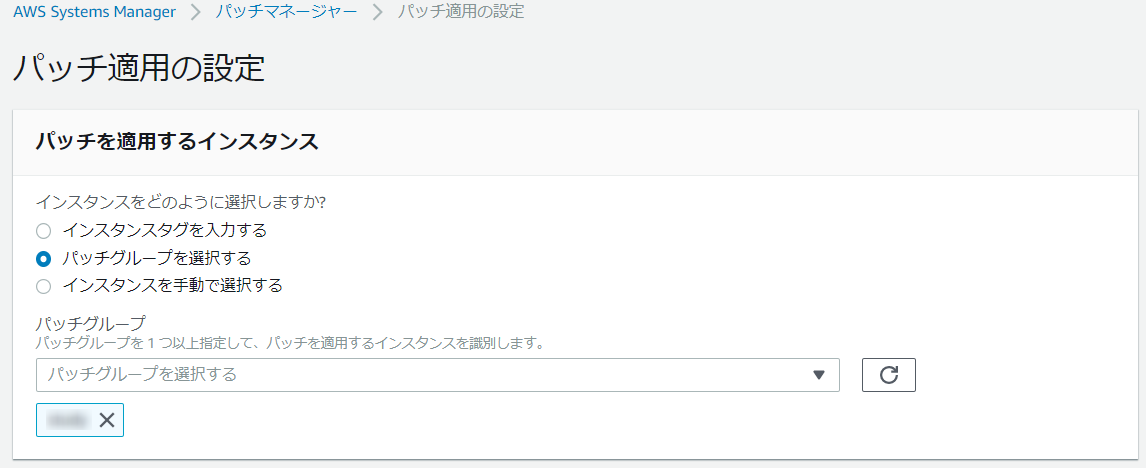 AWS Systems Manager > パッチマネージャー > パッチ適用の設定
パッチ適用の設定
パッチを適用するインスタンス
インスタンスをどのように選択しますか?
インスタンスタグを入力する
パッチグループを選択する
インスタンスを手動で選択する
パッチグループ
パッチグループを 1 つ以上指定して、パッチを適用するインスタンスを識別します。
パッチグループを選択する